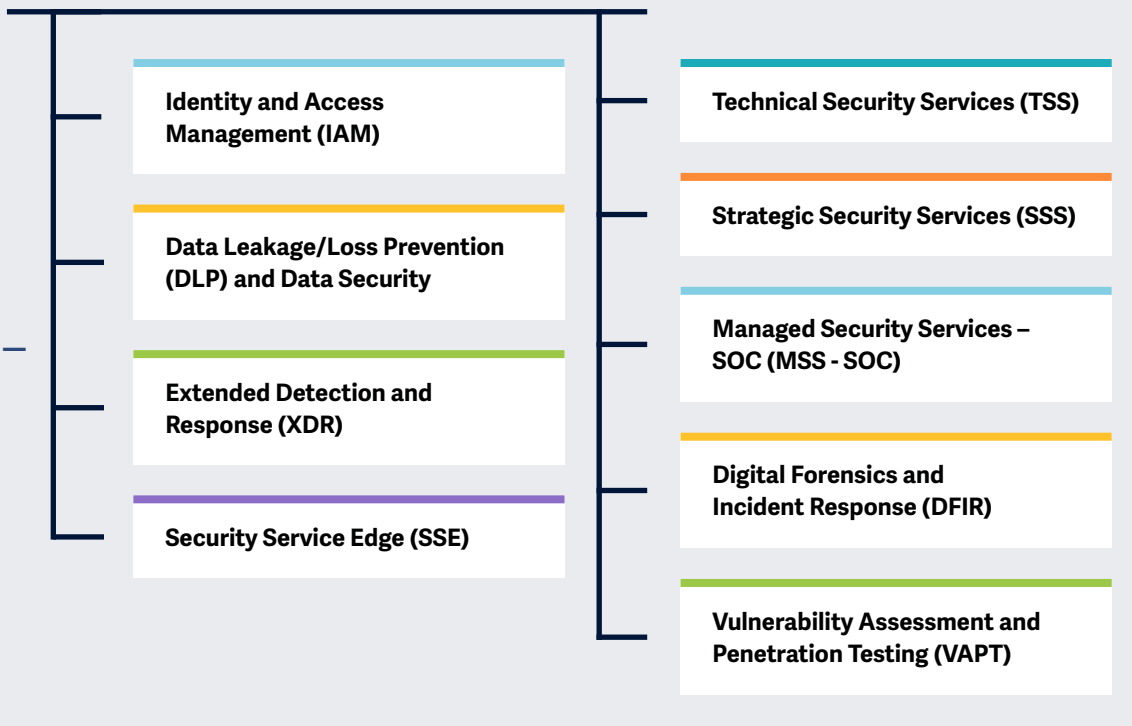 Identity and Access
Management (IAM)
Data Leakage/Loss Prevention
(DLP) and Data Security
Extended Detection and
Response (XDR)
Security Service Edge (SSE)
Technical Security Services (TSS)
Strategic Security Services (SSS)
Managed Security Services –
SOC (MSS - SOC)
Digital Forensics and
Incident Response (DFIR)
Vulnerability Assessment and
Penetration Testing (VAPT)